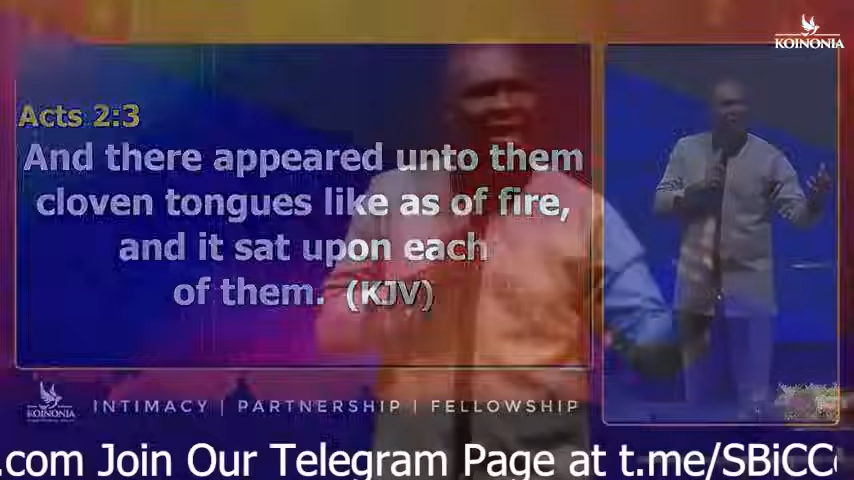 KOINONIA
Acts 2:3
And there appeared unto them
cloven tongues like as of fire,
and it sat upon each
of them. (KJV)
KOINONIA
INTIMACY | PARTNERSHIP | FELLOWSHIP
.com Join Our Telegram Page at t.me/SBiCC